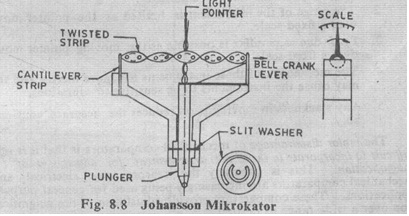 LIGHT
POINTER
SCALE
TWISTED
STRIP
BELL CRANK
LEVER
CANTILEVER
STRIP
SLIT WASHER
PLUNGER
Fig. 8.8 Johansson Mikrokator